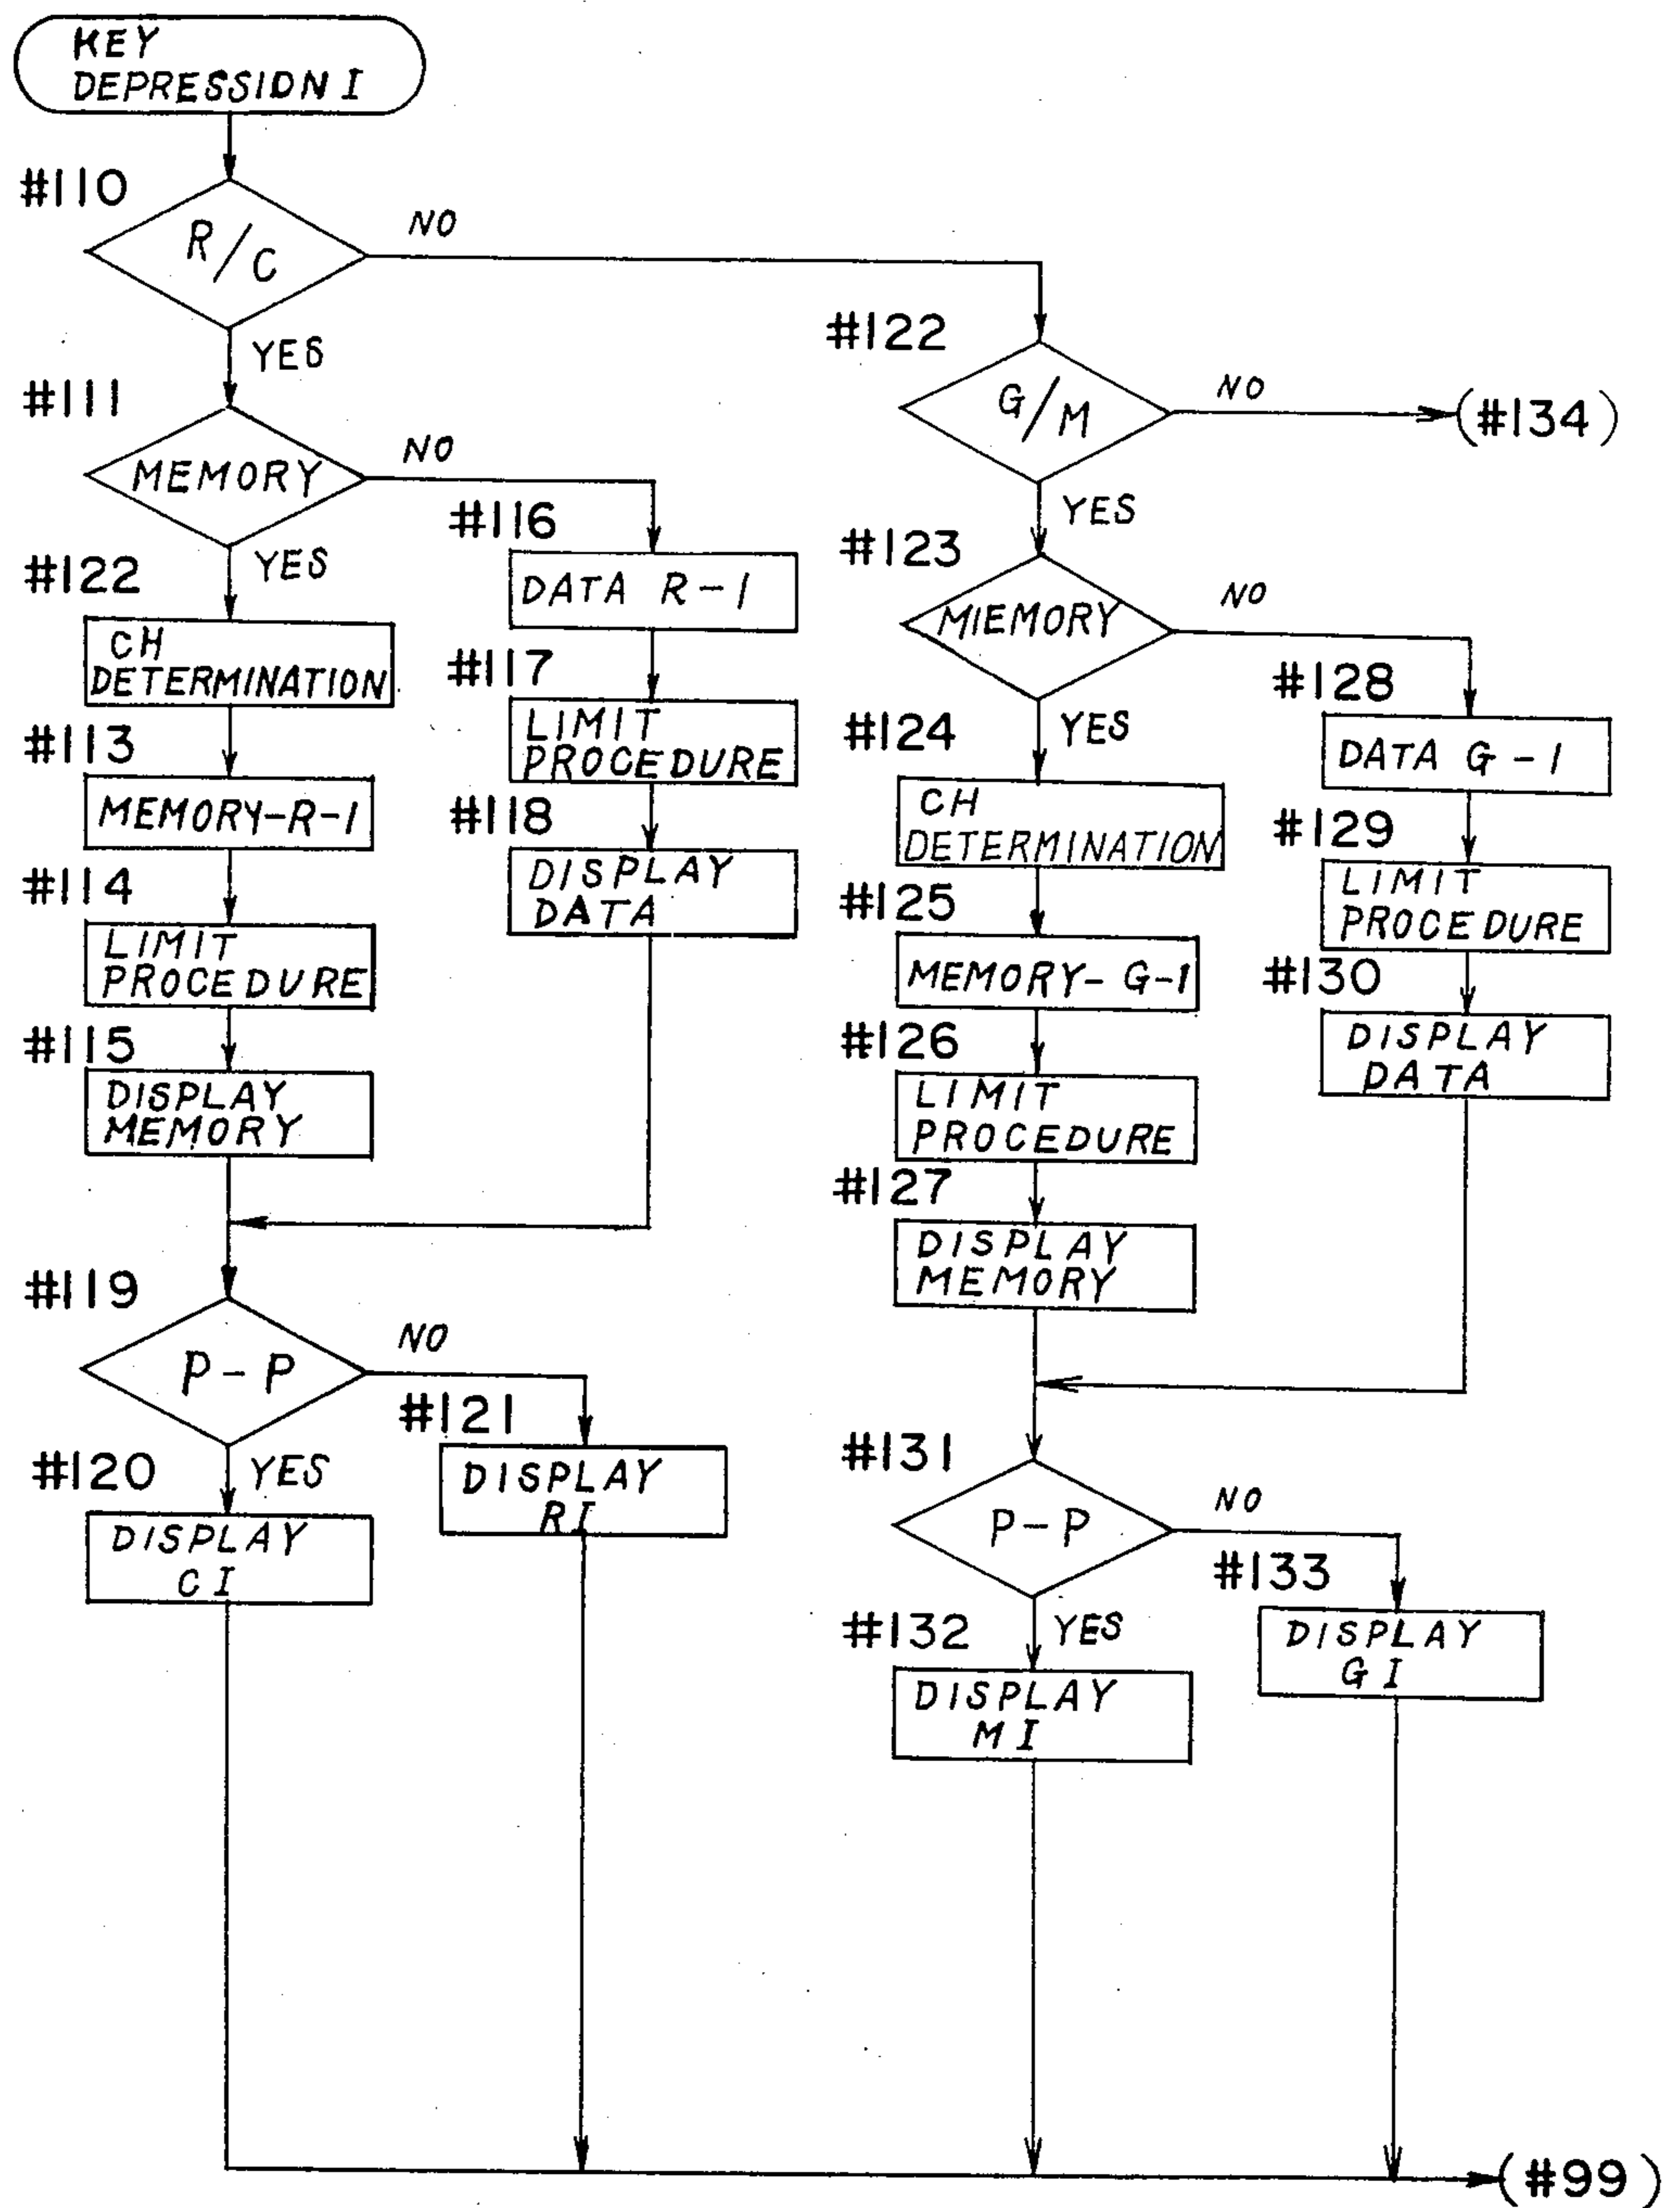 KEY
DEPRESSION I
#110
R/C
NO
YES
#111
MEMORY
NO
YES
#122
CH
DETERMINATION
#113
MEMORY-R-1
#114
LIMIT
PROCEDURE
#115
DISPLAY
MEMORY
#116
DATA R-1
#117
LIMIT
PROCEDURE
#118
DISPLAY
DATA
#119
P-P
NO
YES
#120
DISPLAY
CI
#121
DISPLAY
RI
#122
G/M
NO
(#134)
YES
#123
MIEMORY
NO
YES
#124
CH
DETERMINATION
#125
MEMORY- G-1
#126
LIMIT
PROCEDURE
#127
DISPLAY
MEMORY
#128
DATA G-1
#129
LIMIT
PROCEDURE
#130
DISPLAY
DATA
#131
P-P
NO
YES
#132
DISPLAY
MI
#133
DISPLAY
GI
(#99)